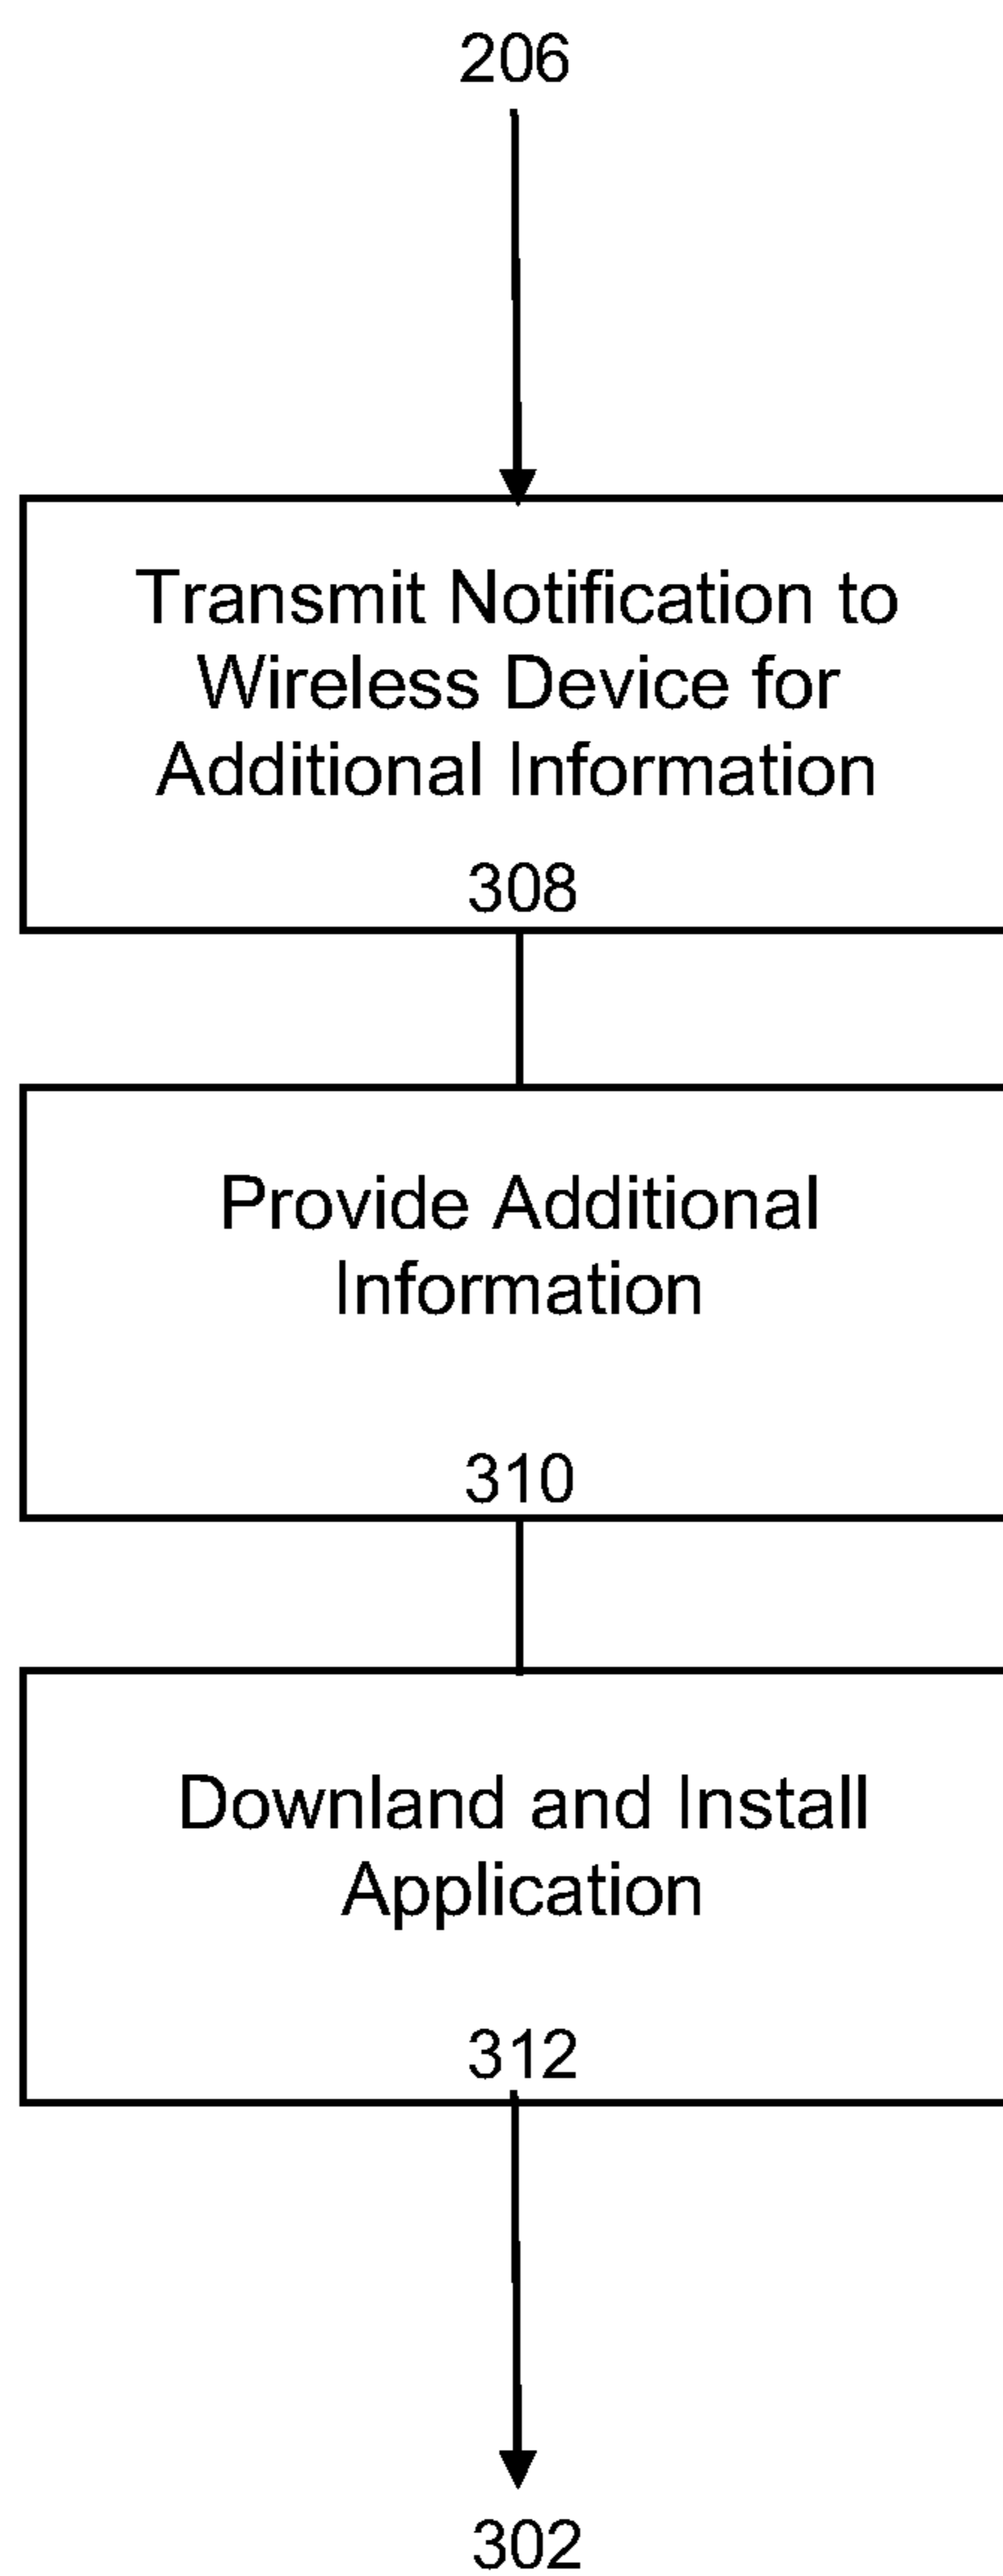 206
Transmit Notification to
Wireless Device for
Additional Information
308
Provide Additional
Information
310
Downland and Install
Application
312
302